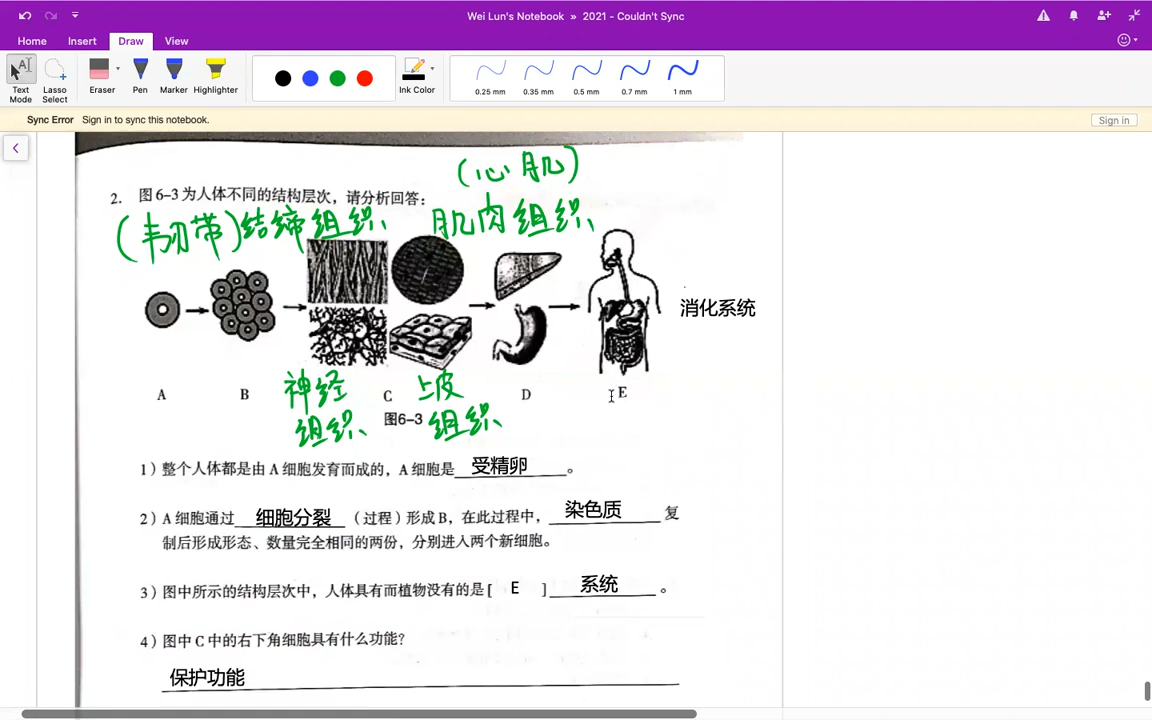 Wei Lun's Notebook » 2021 - Couldn't Sync
Home Insert Draw View
Text Mode
Lasso Select
Eraser
Pen
Marker
Highlighter
Ink Color
0.25 mm
0.35 mm
0.5 mm
0.7 mm
1 mm
Sync Error Sign in to sync this notebook.
Sign in
(心肌)
2. 图6-3为人体不同的结构层次，请分析回答：
(韧带)结缔组织
肌肉组织
消化系统
A B C D E
神经组织
上皮组织
图6-3
1）整个人体都是由 A 细胞发育而成的，A 细胞是 受精卵 。
2）A 细胞通过 细胞分裂 （过程）形成 B，在此过程中， 染色质 复
制后形成形态、数量完全相同的两份，分别进入两个新细胞。
3）图中所示的结构层次中，人体具有而植物没有的是[ E ] 系统 。
4）图中 C 中的右下角细胞具有什么功能？
保护功能